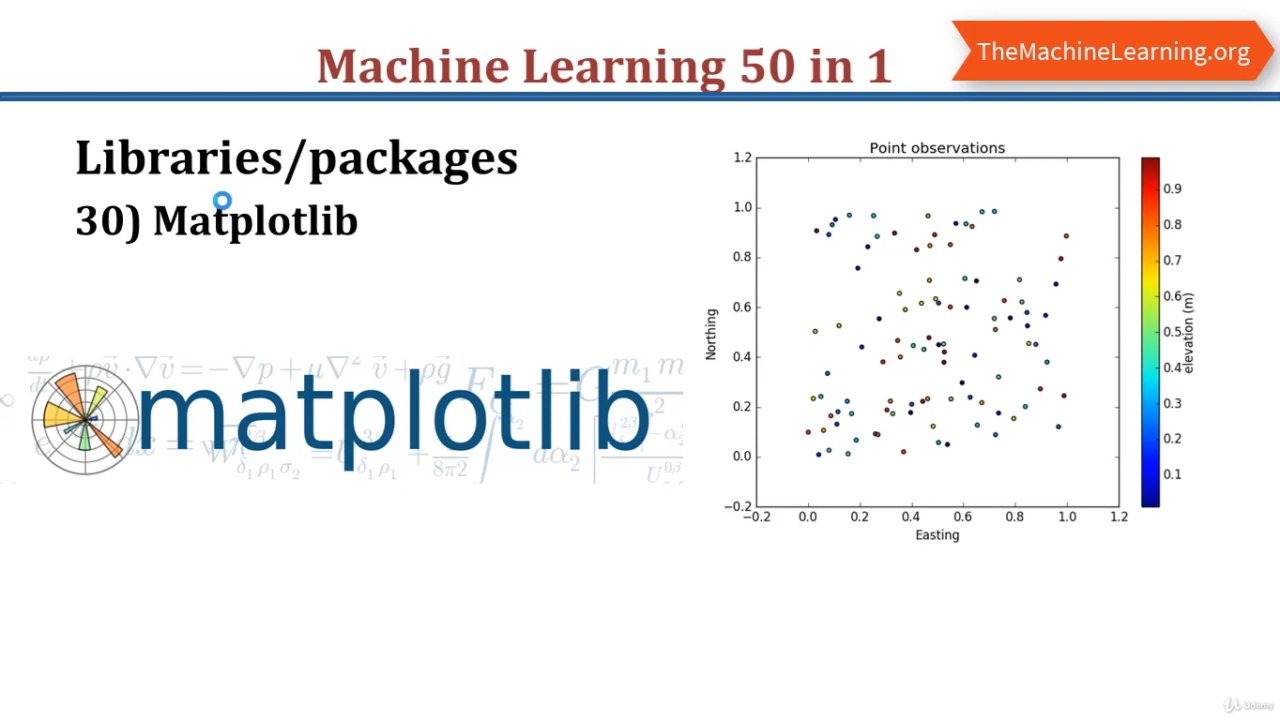 Machine Learning 50 in 1
TheMachineLearning.org
Libraries/packages
30) Matplotlib
matplotlib
Point observations
1.2
1.0
0.8
0.6
0.4
0.2
0.0
−0.2
−0.2 0.0 0.2 0.4 0.6 0.8 1.0 1.2
Easting
Northing
0.9
0.8
0.7
0.6
0.5
0.4
0.3
0.2
0.1
elevation (m)
Udemy